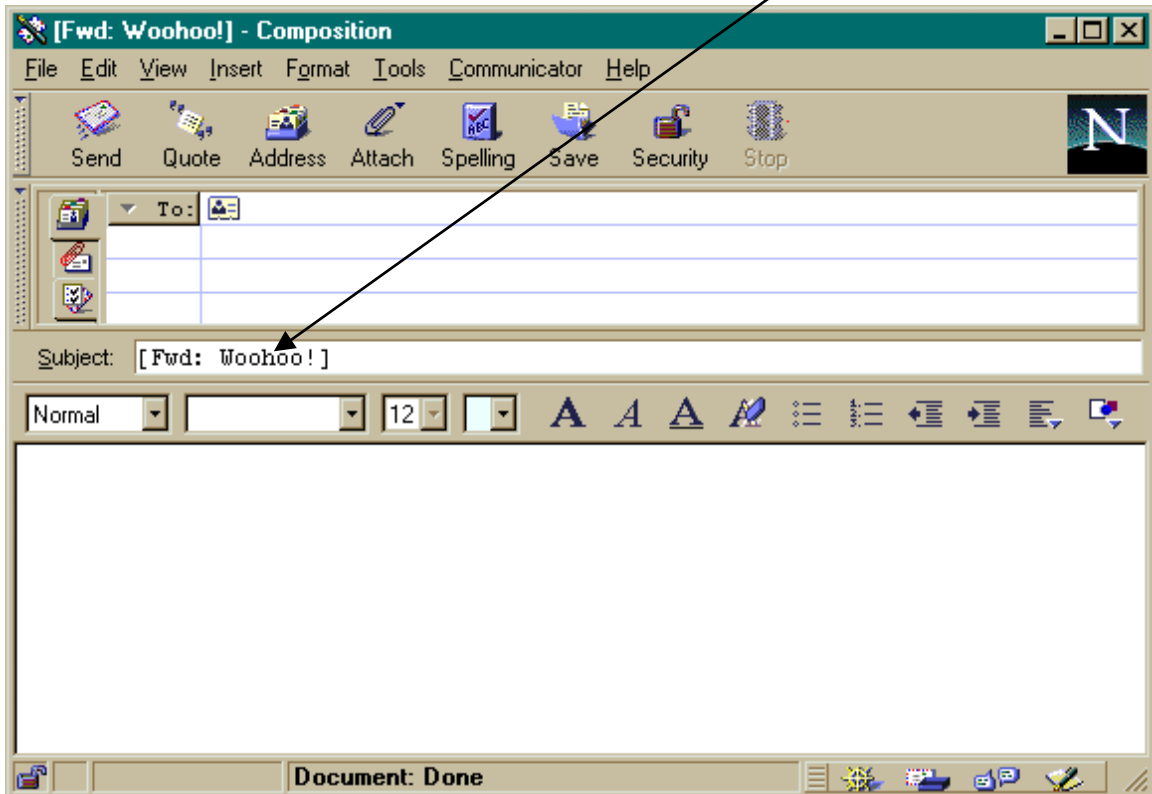 [Fwd: Woohoo!] - Composition
File Edit View Insert Format Tools Communicator Help
Send Quote Address Attach Spelling Save Security Stop
N
To:
Subject: [Fwd: Woohoo!]
Normal 12 A A A
Document: Done